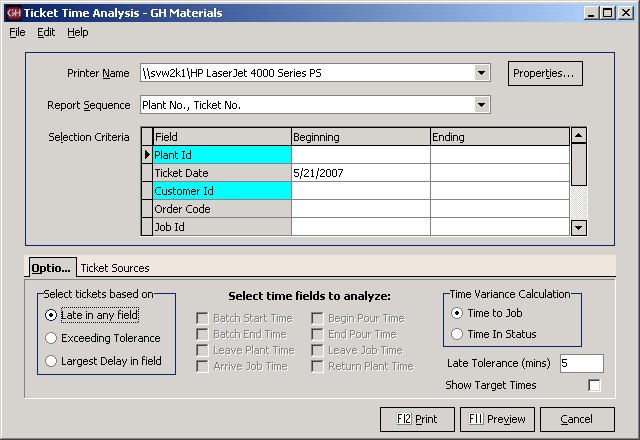 GH Ticket Time Analysis - GH Materials
File Edit Help
Printer Name \\svw2k1\HP LaserJet 4000 Series PS Properties...
Report Sequence Plant No., Ticket No.
Selection Criteria Field Beginning Ending
Plant Id
Ticket Date 5/21/2007
Customer Id
Order Code
Job Id
Optio... Ticket Sources
Select tickets based on
Late in any field
Exceeding Tolerance
Largest Delay in field
Select time fields to analyze:
Batch Start Time Begin Pour Time
Batch End Time End Pour Time
Leave Plant Time Leave Job Time
Arrive Job Time Return Plant Time
Time Variance Calculation
Time to Job
Time In Status
Late Tolerance (mins) 5
Show Target Times
F12 Print F11 Preview Cancel